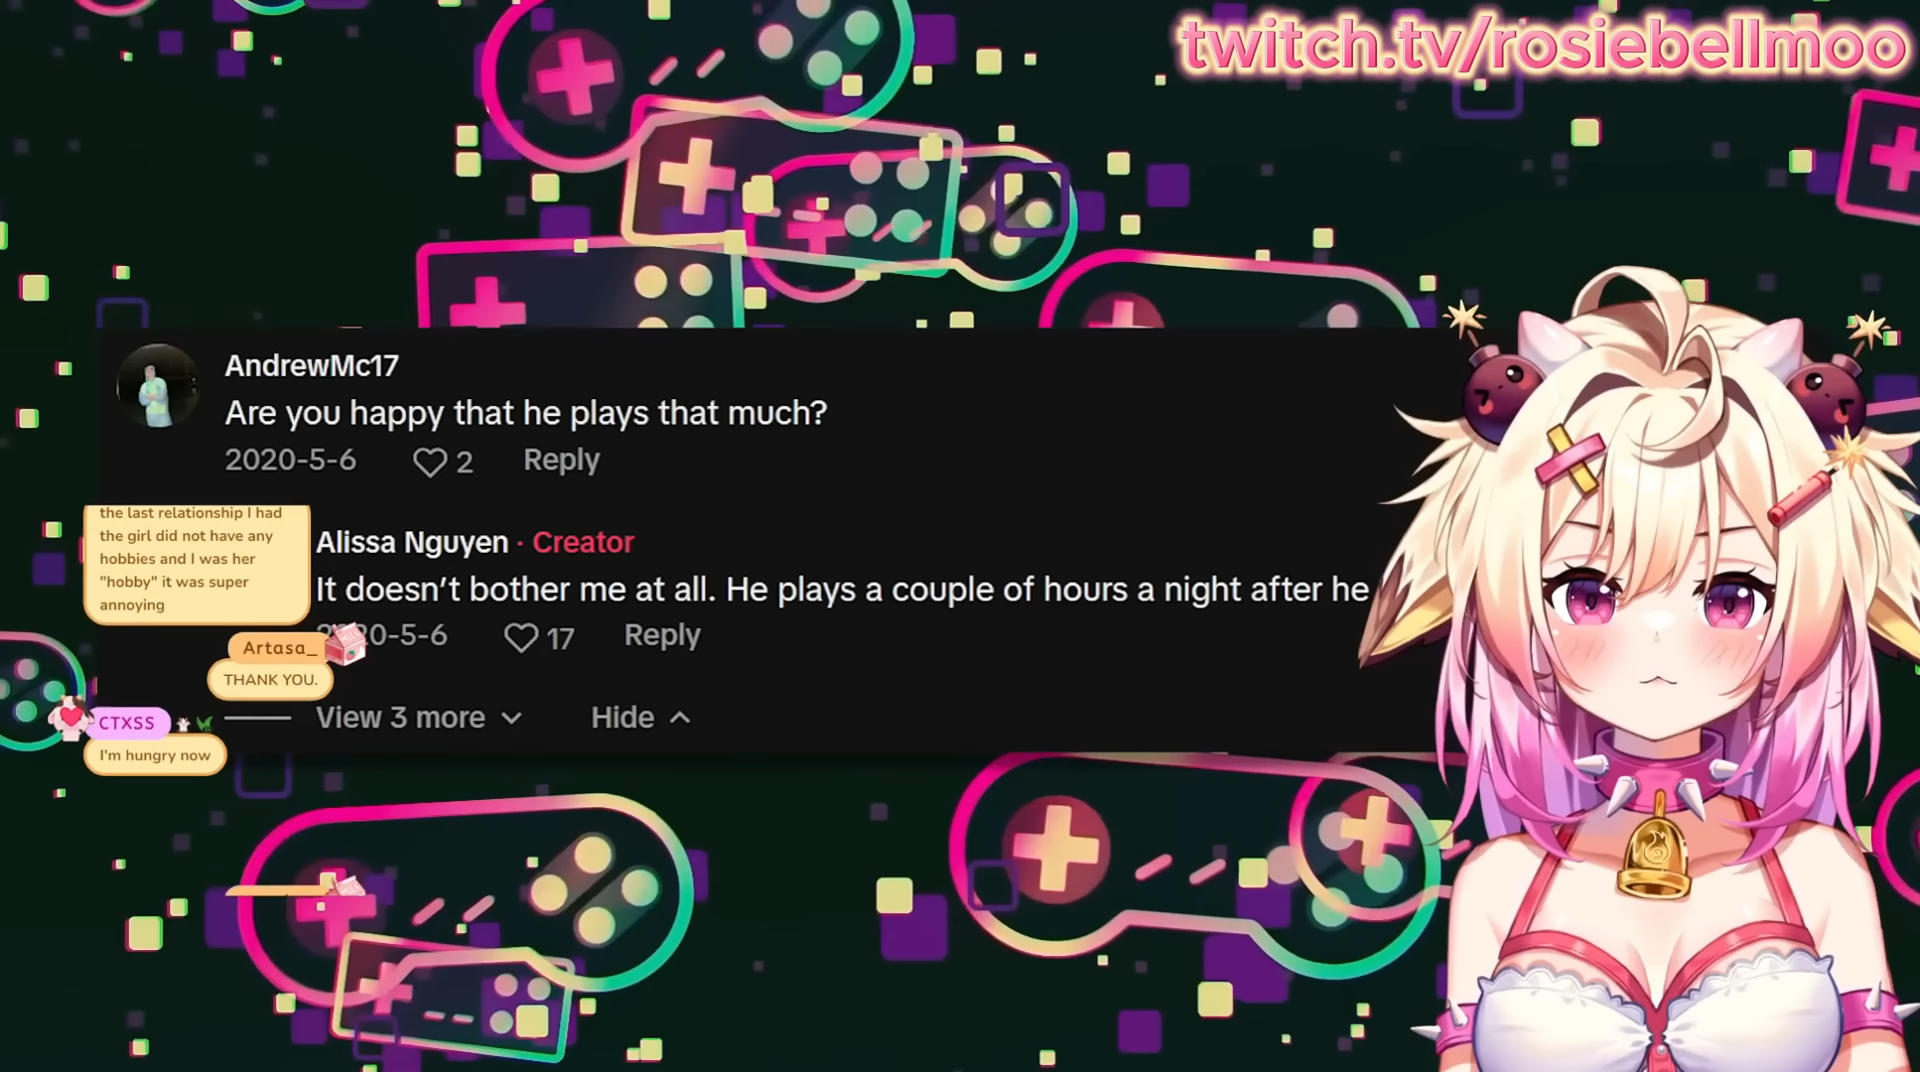 twitch.tv/rosiebellmoo
AndrewMc17
Are you happy that he plays that much?
2020-5-6 2 Reply
the last relationship I had
the girl did not have any
hobbies and I was her
"hobby" it was super
annoying
Alissa Nguyen · Creator
It doesn’t bother me at all. He plays a couple of hours a night after he
20-5-6 17 Reply
Artasa_
THANK YOU.
CTXSS
I'm hungry now
View 3 more Hide